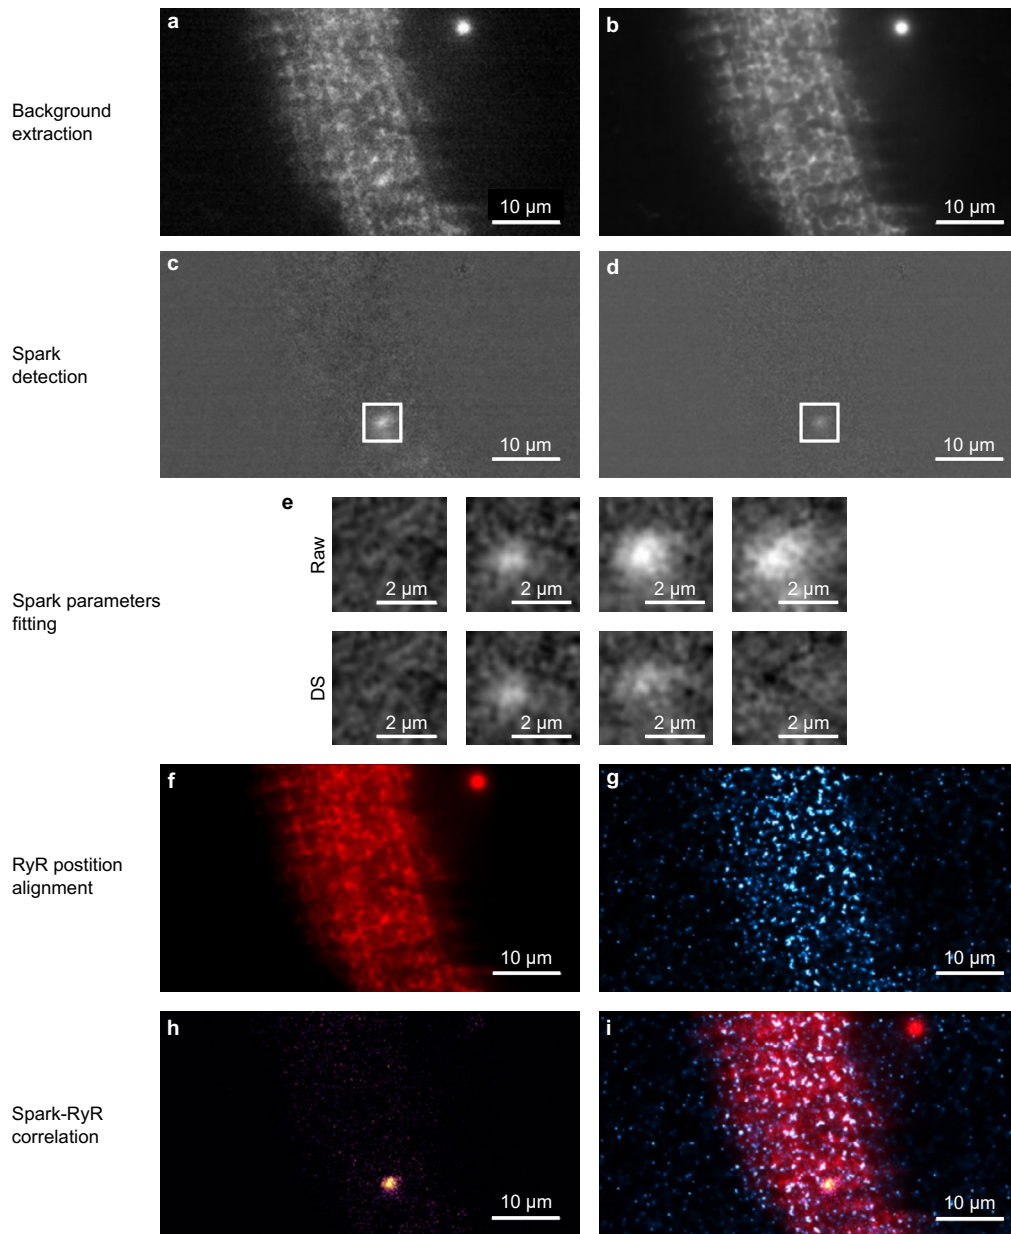 a
b
Background
extraction
10 µm
10 µm
c
d
Spark
detection
10 µm
10 µm
e
Raw
2 µm
2 µm
2 µm
2 µm
Spark parameters
fitting
DS
2 µm
2 µm
2 µm
2 µm
f
g
RyR postition
alignment
10 µm
10 µm
h
i
Spark-RyR
correlation
10 µm
10 µm